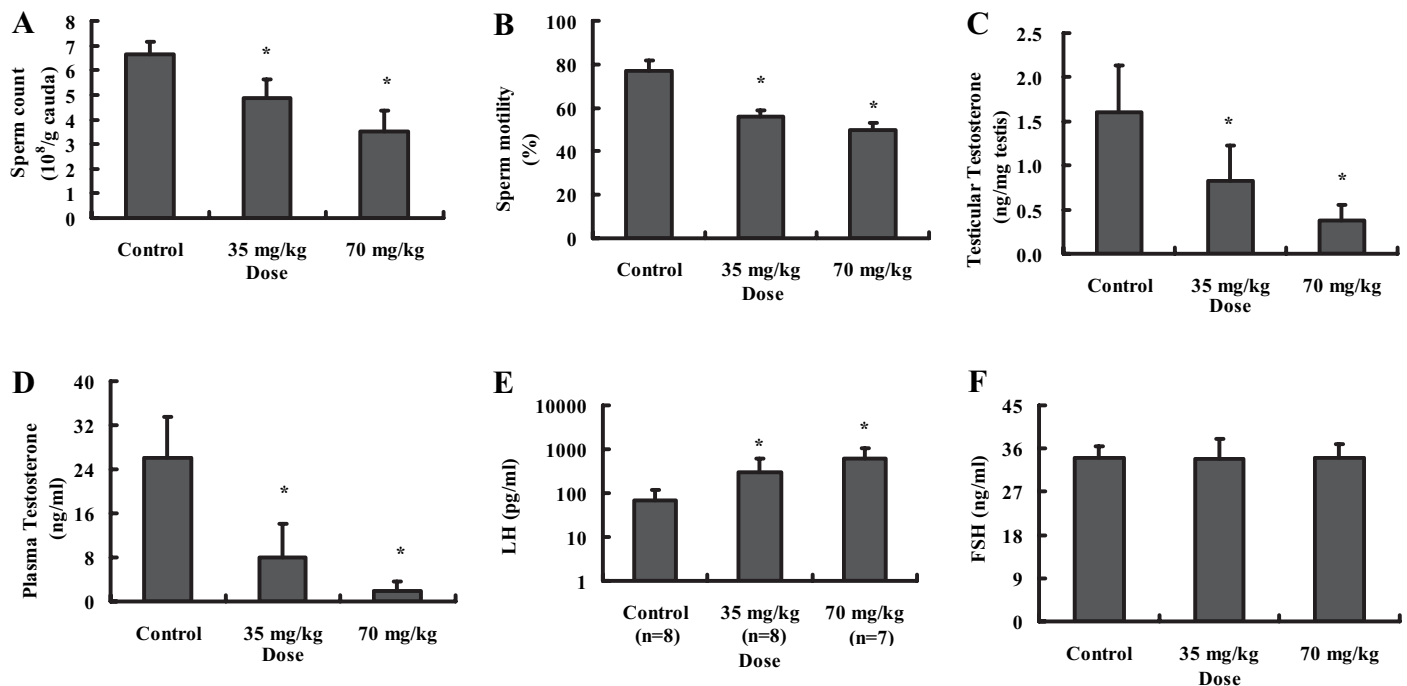 A
Sperm count
(10⁸/g cauda)
8
7
6
5
4
3
2
1
0
*
*
Control
35 mg/kg
70 mg/kg
Dose
B
Sperm motility
(%)
100
80
60
40
20
0
*
*
Control
35 mg/kg
70 mg/kg
Dose
C
Testicular Testosterone
(ng/mg testis)
2.5
2.0
1.5
1.0
0.5
0.0
*
*
Control
35 mg/kg
70 mg/kg
Dose
D
Plasma Testosterone
(ng/ml)
40
32
24
16
8
0
*
*
Control
35 mg/kg
70 mg/kg
Dose
E
LH (pg/ml)
10000
1000
100
10
1
*
*
Control
35 mg/kg
70 mg/kg
(n=8)
(n=8)
(n=7)
Dose
F
FSH (ng/ml)
45
36
27
18
9
0
Control
35 mg/kg
70 mg/kg
Dose